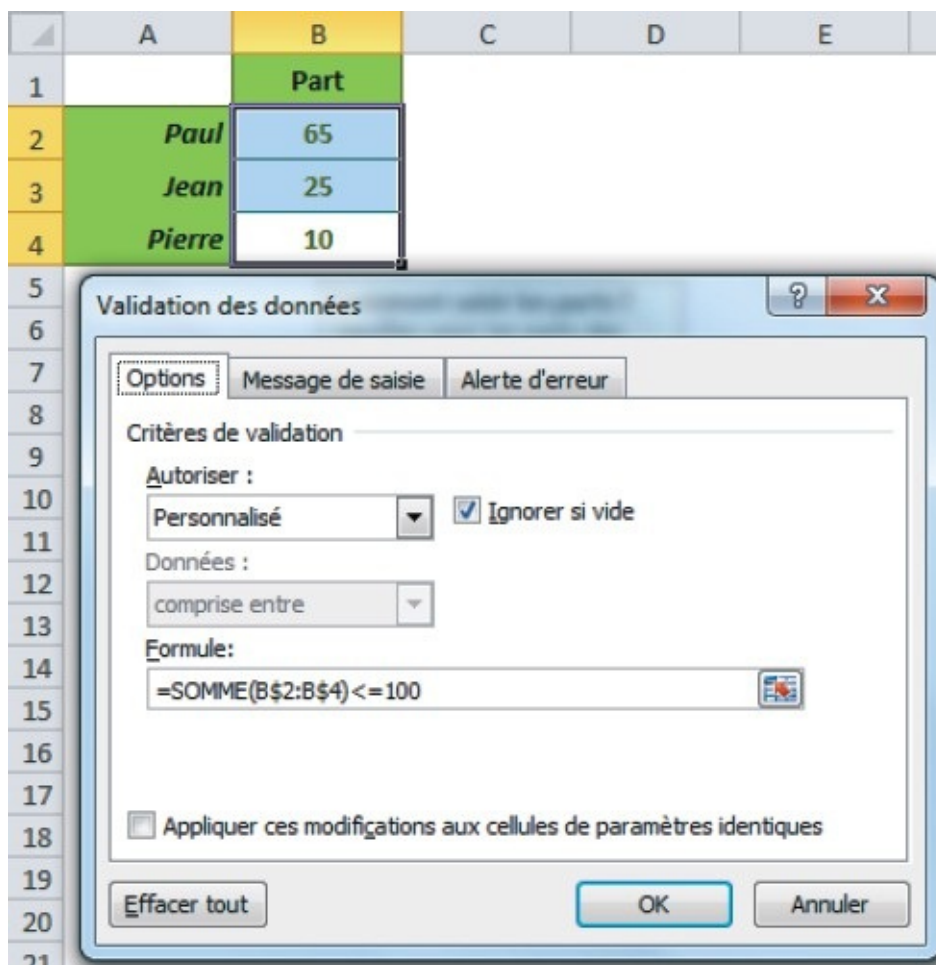 A B C D E
1 Part
2 Paul 65
3 Jean 25
4 Pierre 10
5
Validation des données ? x
6
7
Options Message de saisie Alerte d'erreur
8
Critères de validation
9
Autoriser :
10
Personnalisé Ignorer si vide
11
Données :
12
comprise entre
13
Formule:
14
=SOMME(B$2:B$4)<=100
15
16
17
Appliquer ces modifications aux cellules de paramètres identiques
18
19
Effacer tout OK Annuler
20
21